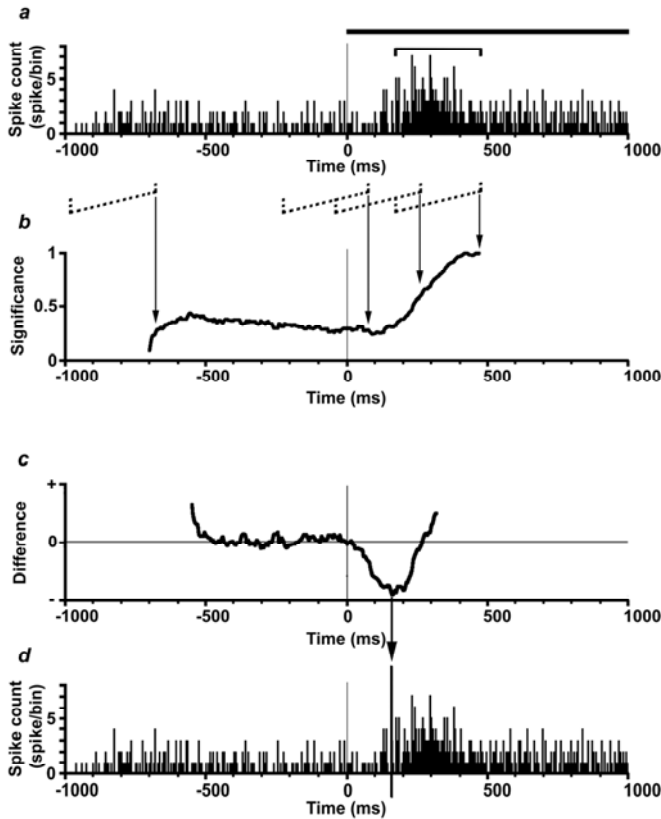 a
Spike count
(spike/bin)
5
0
-1000 -500 0 500 1000
Time (ms)
b
Significance
1
0.5
0
-1000 -500 0 500 1000
Time (ms)
c
Difference
+
0
-
-1000 -500 0 500 1000
Time (ms)
d
Spike count
(spike/bin)
5
0
-1000 -500 0 500 1000
Time (ms)